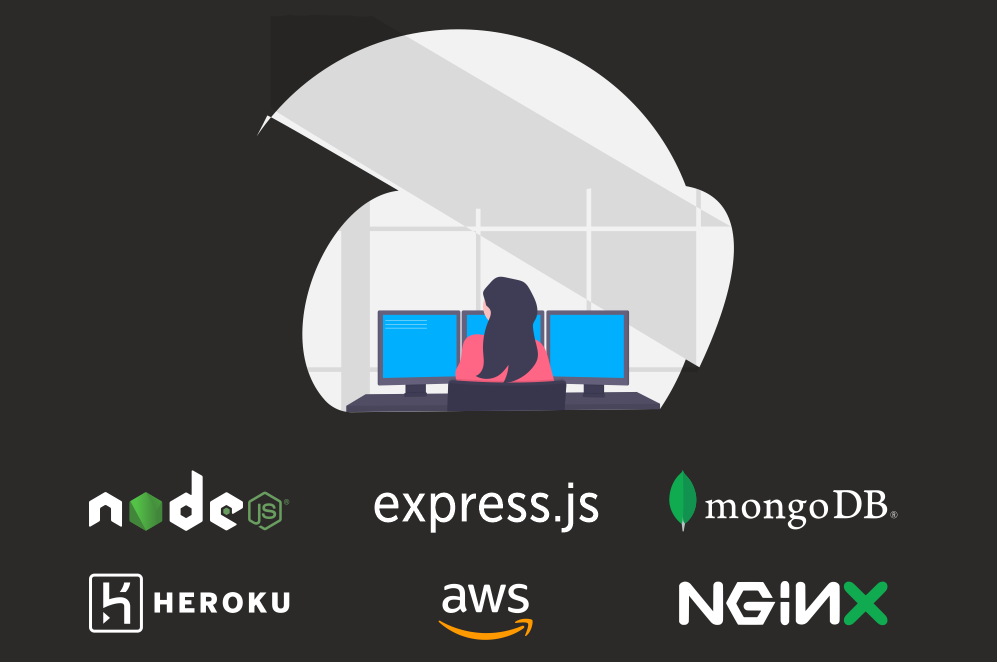 node JS ®
express.js
mongoDB®
HEROKU
aws
NGINX